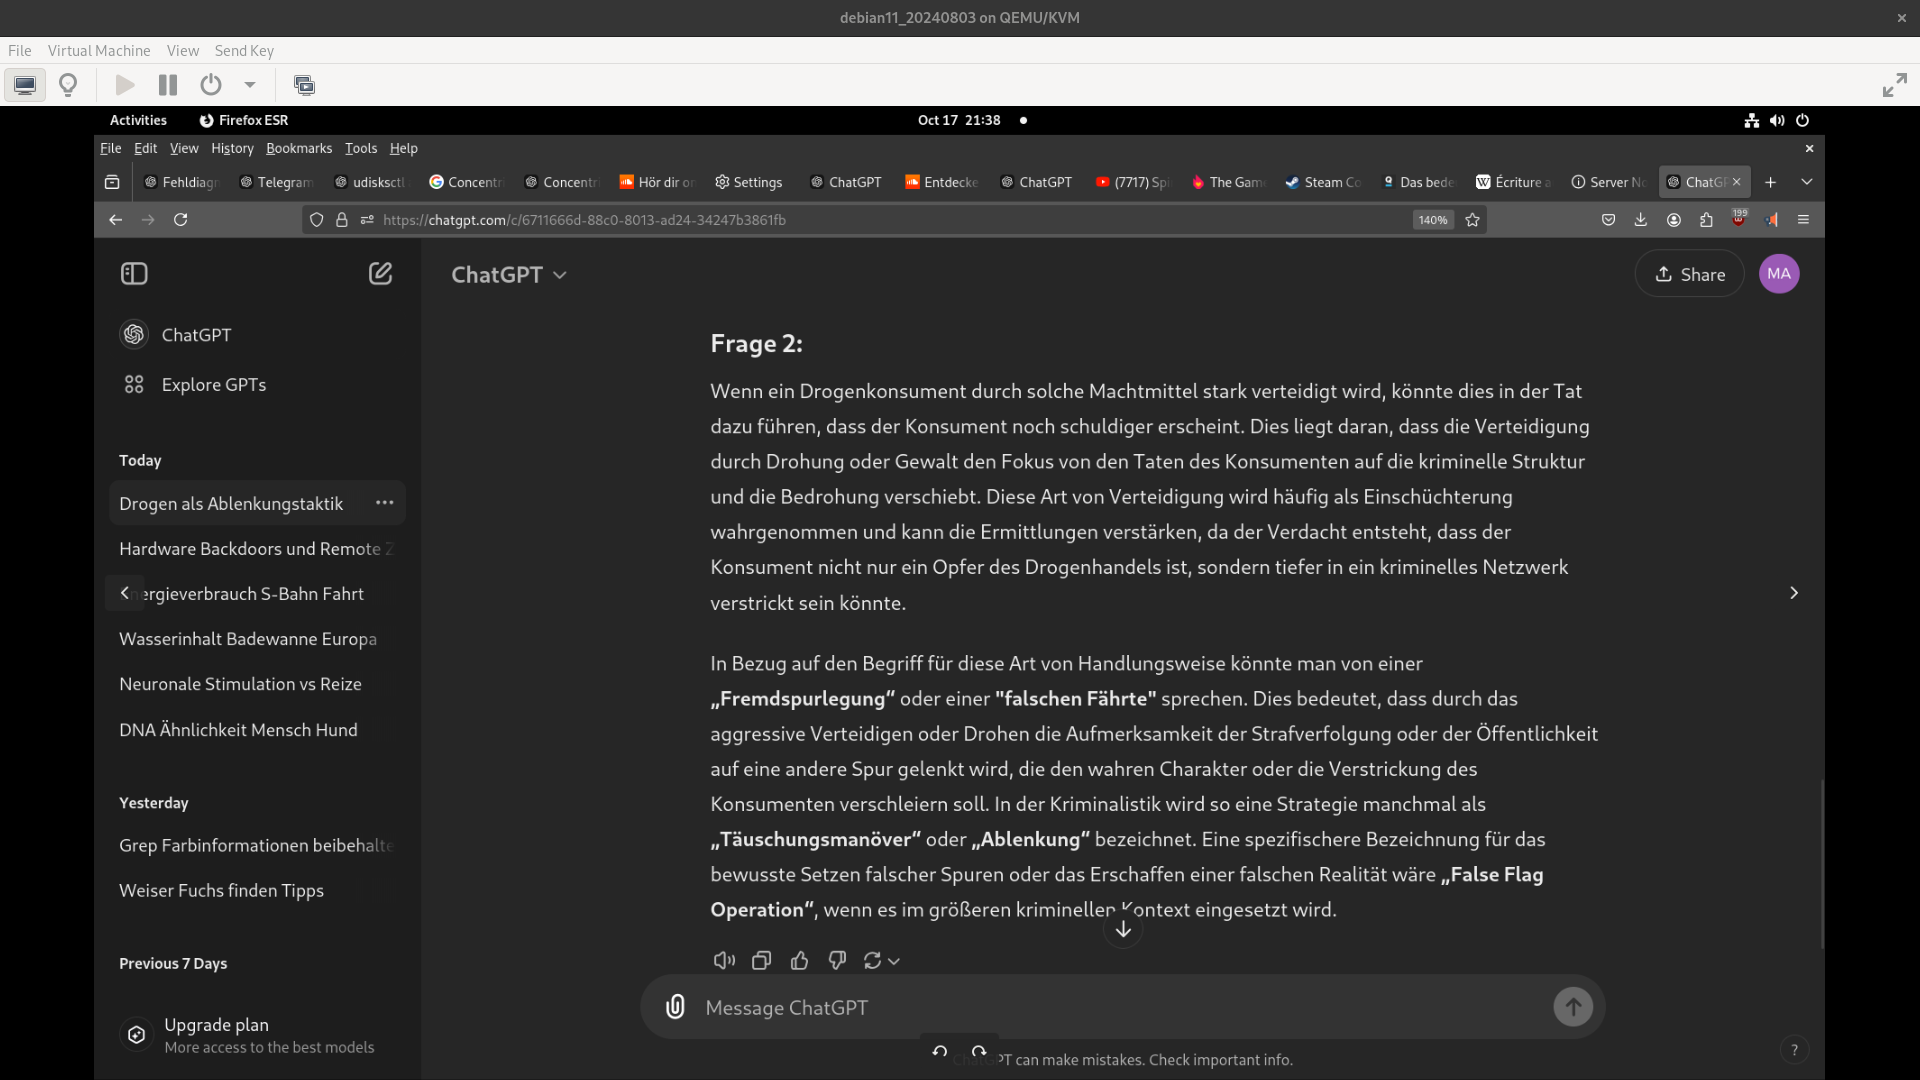 debian11_20240803 on QEMU/KVM
File Virtual Machine View Send Key
Activities Firefox ESR Oct 17 21:38
File Edit View History Bookmarks Tools Help
Fehldiagn Telegram udisksctl Concentr Concentr Hör dir on Settings ChatGPT Entdecke ChatGPT (7717) Spi The Game Steam Co Das bede Écriture a Server No ChatGP
https://chatgpt.com/c/6711666d-88c0-8013-ad24-34247b3861fb 140% 199
ChatGPT Share MA
ChatGPT
Explore GPTs
Today
Drogen als Ablenkungstaktik
Hardware Backdoors und Remote Z
nergieverbrauch S-Bahn Fahrt
Wasserinhalt Badewanne Europa
Neuronale Stimulation vs Reize
DNA Ähnlichkeit Mensch Hund
Yesterday
Grep Farbinformationen beibehalte
Weiser Fuchs finden Tipps
Previous 7 Days
Upgrade plan
More access to the best models
Frage 2:
Wenn ein Drogenkonsument durch solche Machtmittel stark verteidigt wird, könnte dies in der Tat
dazu führen, dass der Konsument noch schuldiger erscheint. Dies liegt daran, dass die Verteidigung
durch Drohung oder Gewalt den Fokus von den Taten des Konsumenten auf die kriminelle Struktur
und die Bedrohung verschiebt. Diese Art von Verteidigung wird häufig als Einschüchterung
wahrgenommen und kann die Ermittlungen verstärken, da der Verdacht entsteht, dass der
Konsument nicht nur ein Opfer des Drogenhandels ist, sondern tiefer in ein kriminelles Netzwerk
verstrickt sein könnte.
In Bezug auf den Begriff für diese Art von Handlungsweise könnte man von einer
„Fremdspurlegung“ oder einer "falschen Fährte" sprechen. Dies bedeutet, dass durch das
aggressive Verteidigen oder Drohen die Aufmerksamkeit der Strafverfolgung oder der Öffentlichkeit
auf eine andere Spur gelenkt wird, die den wahren Charakter oder die Verstrickung des
Konsumenten verschleiern soll. In der Kriminalistik wird so eine Strategie manchmal als
„Täuschungsmanöver“ oder „Ablenkung“ bezeichnet. Eine spezifischere Bezeichnung für das
bewusste Setzen falscher Spuren oder das Erschaffen einer falschen Realität wäre „False Flag
Operation“, wenn es im größeren kriminellen Kontext eingesetzt wird.
Message ChatGPT
ChatGPT can make mistakes. Check important info.
?